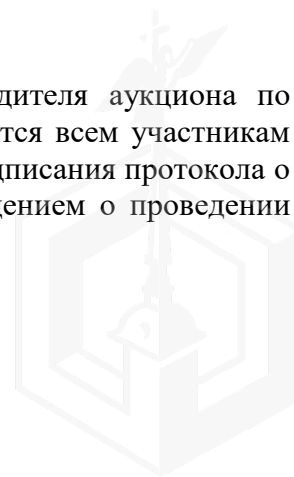 дителя аукциона по
тся всем участникам
дписания протокола о
дением о проведении